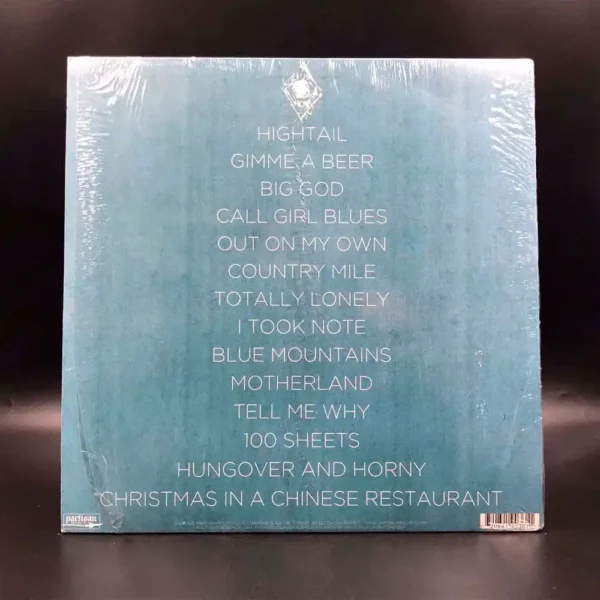 HIGHTAIL
GIMME A BEER
BIG GOD
CALL GIRL BLUES
OUT ON MY OWN
COUNTRY MILE
TOTALLY LONELY
I TOOK NOTE
BLUE MOUNTAINS
MOTHERLAND
TELL ME WHY
100 SHEETS
HUNGOVER AND HORNY
CHRISTMAS IN A CHINESE RESTAURANT
partisan